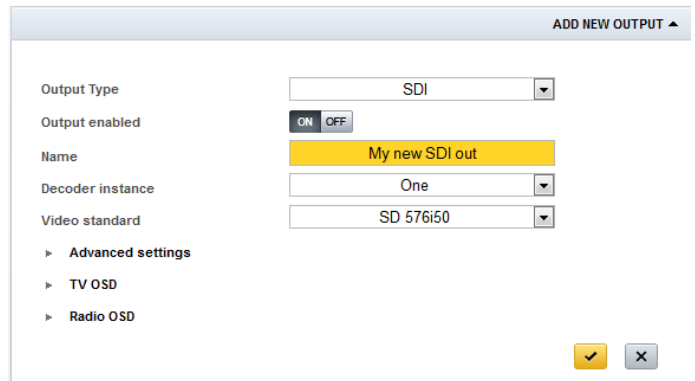 ADD NEW OUTPUT
Output Type SDI
Output enabled ON OFF
Name My new SDI out
Decoder instance One
Video standard SD 576i50
Advanced settings
TV OSD
Radio OSD